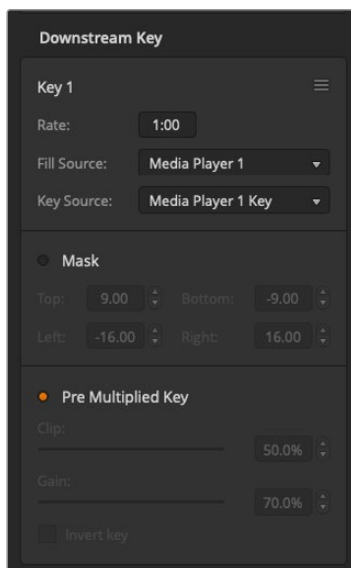 Downstream Key
Key 1
Rate: 1:00
Fill Source: Media Player 1
Key Source: Media Player 1 Key
Mask
Top: 9.00 Bottom: -9.00
Left: -16.00 Right: 16.00
Pre Multiplied Key
Clip:
50.0%
Gain:
70.0%
Invert key